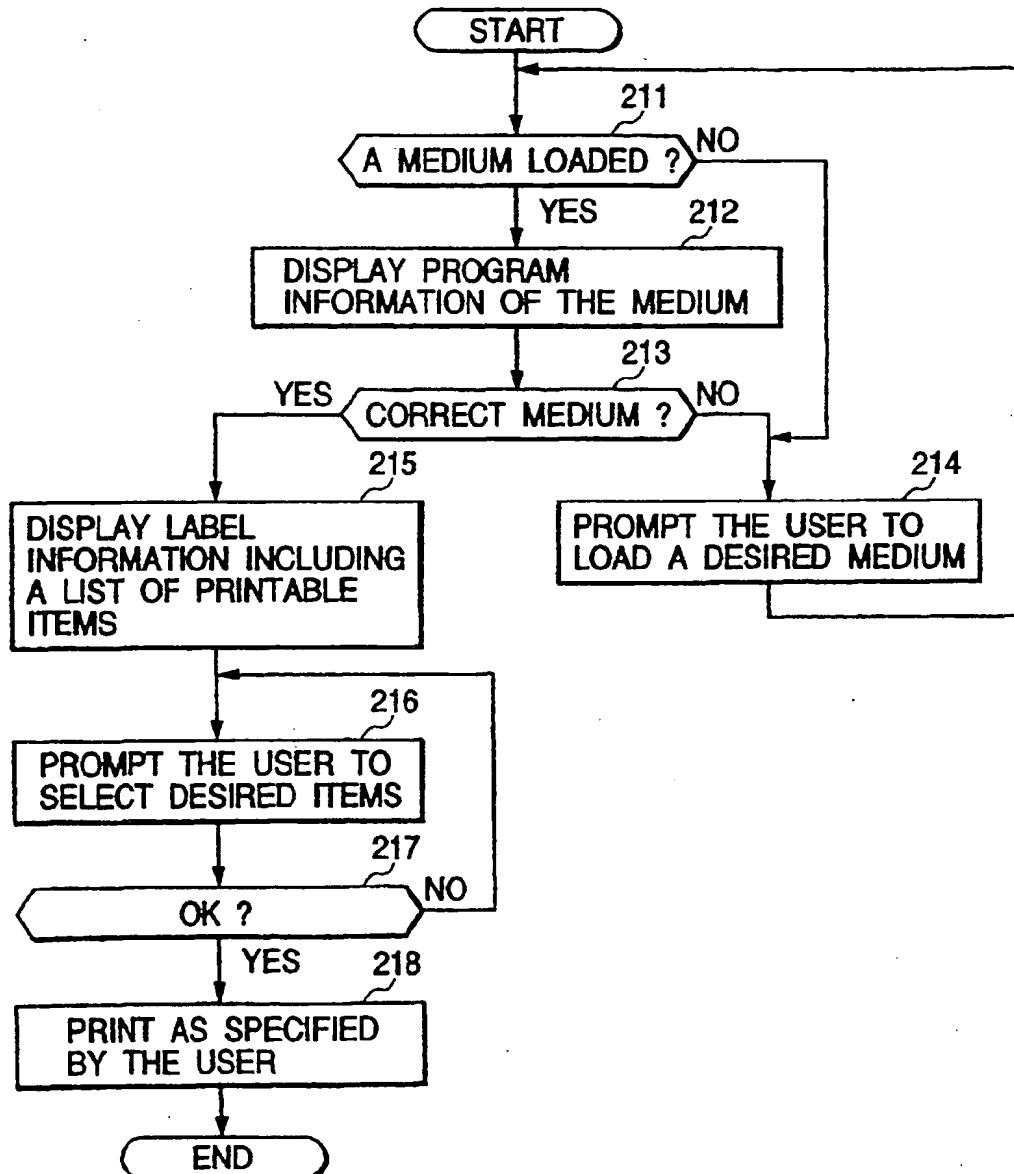 START
211
A MEDIUM LOADED ?
NO
YES
212
DISPLAY PROGRAM
INFORMATION OF THE MEDIUM
213
YES
CORRECT MEDIUM ?
NO
215
DISPLAY LABEL
INFORMATION INCLUDING
A LIST OF PRINTABLE
ITEMS
214
PROMPT THE USER TO
LOAD A DESIRED MEDIUM
216
PROMPT THE USER TO
SELECT DESIRED ITEMS
217
OK ?
NO
YES
218
PRINT AS SPECIFIED
BY THE USER
END